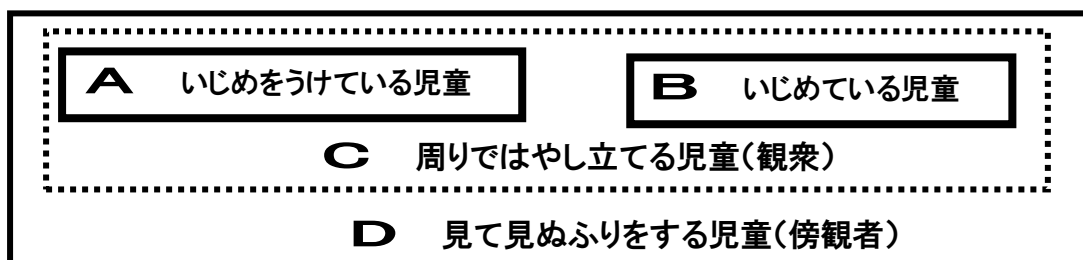 A いじめをうけている児童
B いじめている児童
C 周りではやし立てる児童(観衆)
D 見て見ぬふりをする児童(傍観者)